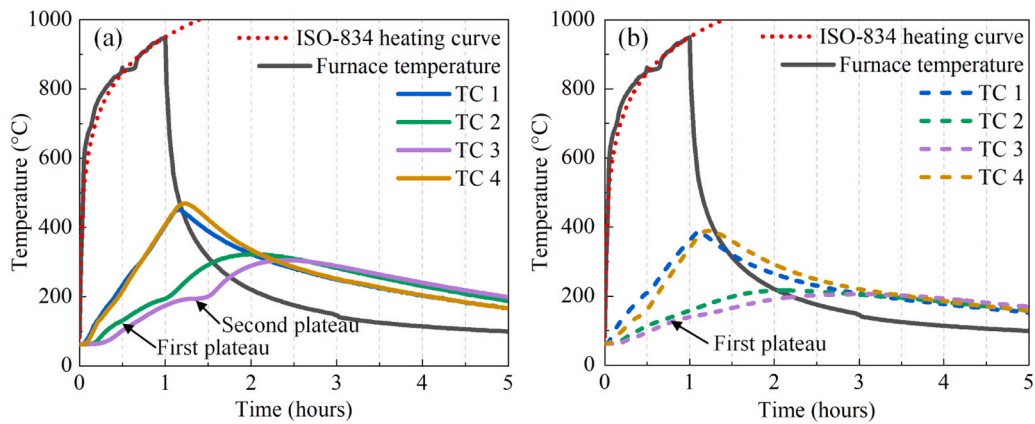 (a)
ISO-834 heating curve
Furnace temperature
TC 1
TC 2
TC 3
TC 4
Second plateau
First plateau
Temperature (°C)
1000
800
600
400
200
0
0 1 2 3 4 5
Time (hours)
(b)
ISO-834 heating curve
Furnace temperature
TC 1
TC 2
TC 3
TC 4
First plateau
Temperature (°C)
1000
800
600
400
200
0
0 1 2 3 4 5
Time (hours)